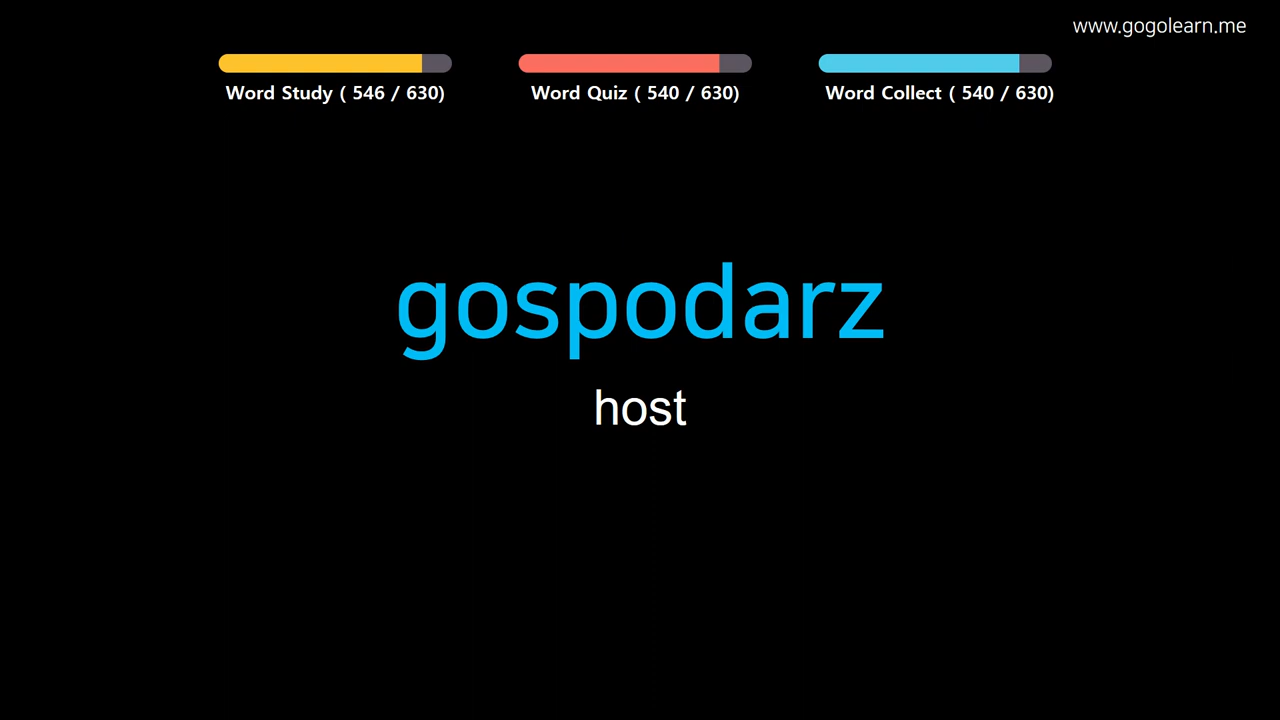 www.gogolearn.me
Word Study ( 546 / 630)
Word Quiz ( 540 / 630)
Word Collect ( 540 / 630)
gospodarz
host